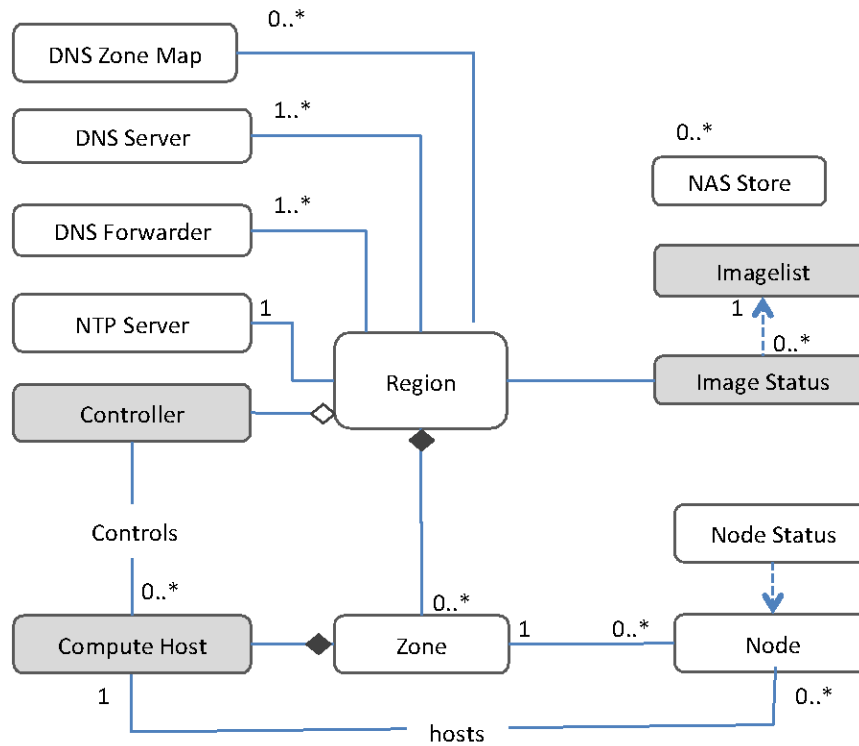 0..*
DNS Zone Map
1..*
DNS Server
0..*
NAS Store
1..*
DNS Forwarder
Imagelist
1
NTP Server
1
0..*
Region
Image Status
Controller
Controls
Node Status
0..*
0..*
1
0..*
Compute Host
Zone
Node
1
0..*
hosts